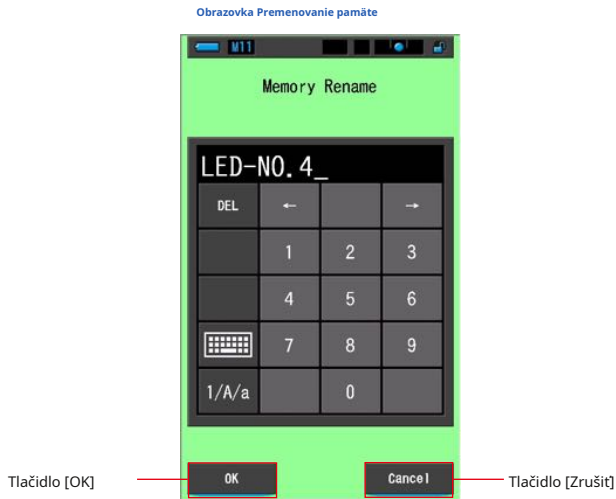 Obrazovka Premenovanie pamäte
M11
Memory Rename
LED-NO.4_
DEL ← →
1 2 3
4 5 6
7 8 9
1/A/a 0
Tlačidlo [OK] OK Cancel Tlačidlo [Zrušiť]